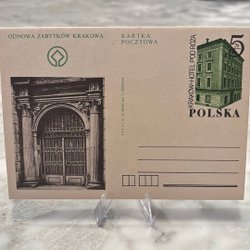 ODNOWA ZABYTKÓW KRAKOWA
KARTKA
POCZTOWA
5
ZŁ
KRAKÓW-HOTEL POD RÓŻĄ
POLSKA